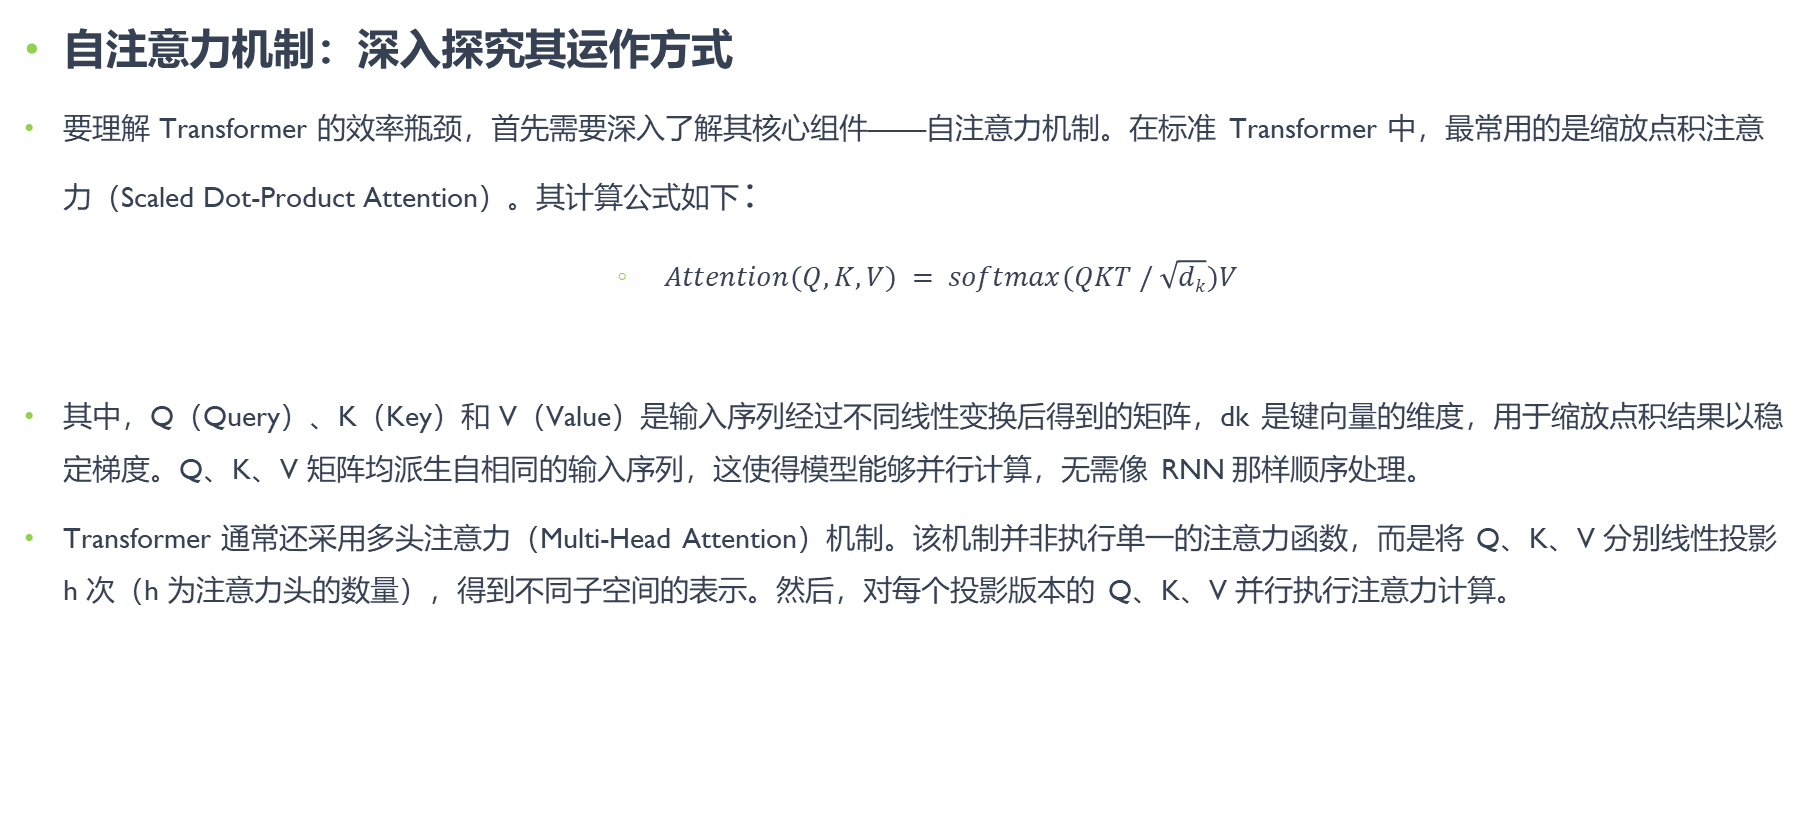 • 自注意力机制：深入探究其运作方式
• 要理解 Transformer 的效率瓶颈，首先需要深入了解其核心组件——自注意力机制。在标准 Transformer 中，最常用的是缩放点积注意
力（Scaled Dot-Product Attention）。其计算公式如下：
◦ Attention(Q,K,V) = softmax(QKT / √d_k)V
• 其中，Q（Query）、K（Key）和 V（Value）是输入序列经过不同线性变换后得到的矩阵，dk 是键向量的维度，用于缩放点积结果以稳
定梯度。Q、K、V 矩阵均派生自相同的输入序列，这使得模型能够并行计算，无需像 RNN 那样顺序处理。
• Transformer 通常还采用多头注意力（Multi-Head Attention）机制。该机制并非执行单一的注意力函数，而是将 Q、K、V 分别线性投影
h 次（h 为注意力头的数量），得到不同子空间的表示。然后，对每个投影版本的 Q、K、V 并行执行注意力计算。